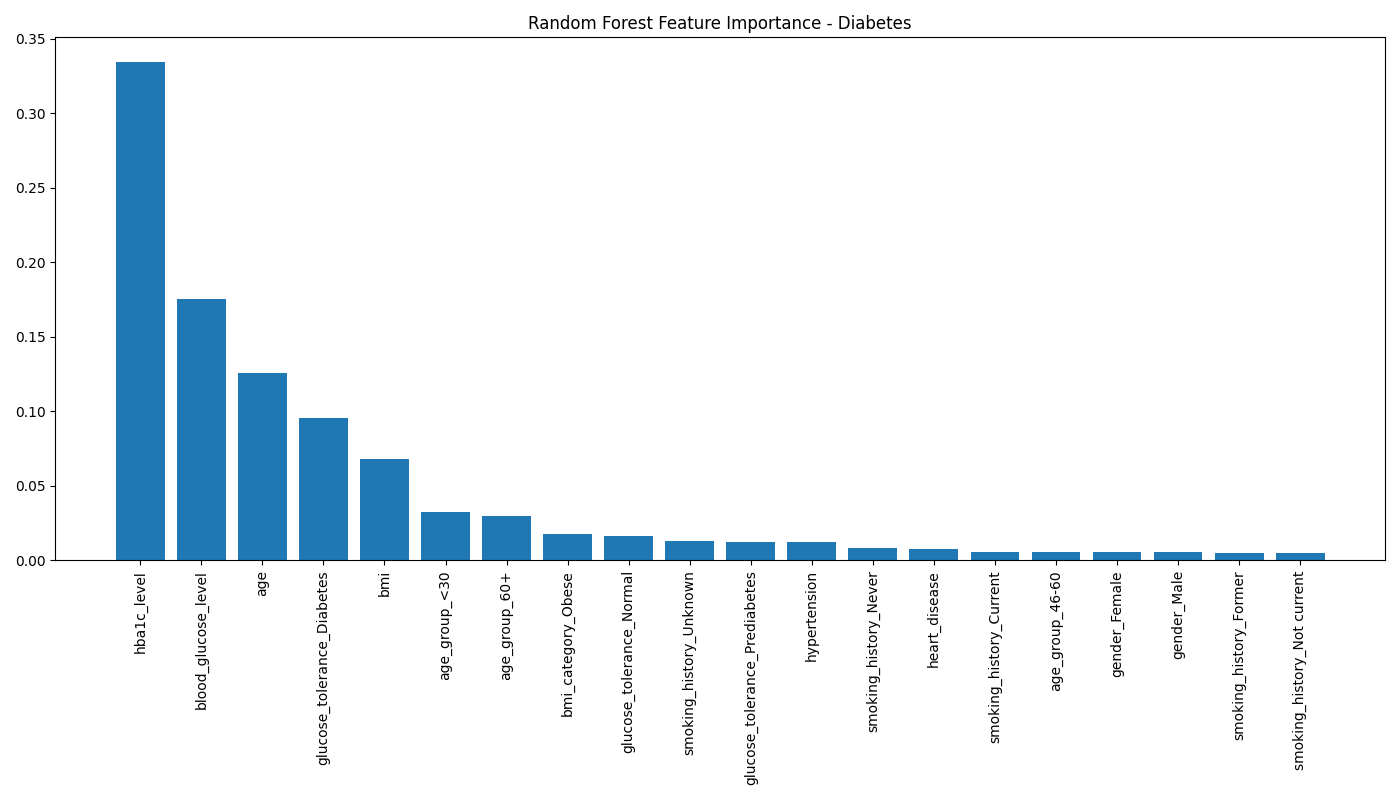 Random Forest Feature Importance - Diabetes
0.35
0.30
0.25
0.20
0.15
0.10
0.05
0.00
hba1c_level
blood_glucose_level
age
glucose_tolerance_Diabetes
bmi
age_group_<30
age_group_60+
bmi_category_Obese
glucose_tolerance_Normal
smoking_history_Unknown
glucose_tolerance_Prediabetes
hypertension
smoking_history_Never
heart_disease
smoking_history_Current
age_group_46-60
gender_Female
gender_Male
smoking_history_Former
smoking_history_Not current